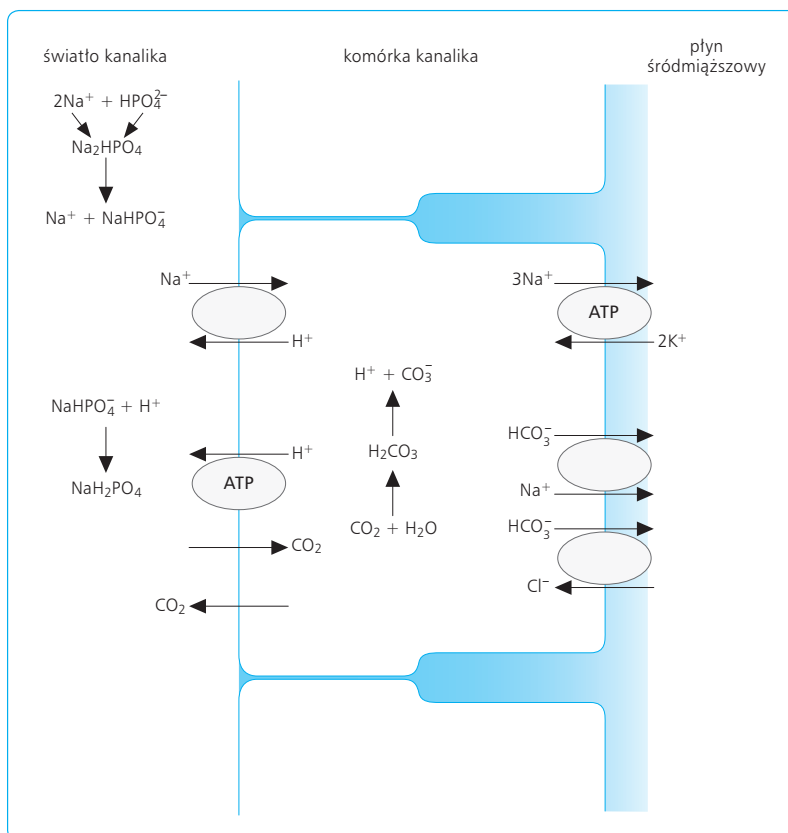 światło kanalika
komórka kanalika
płyn
śródmiąższowy
2Na⁺ + HPO₄²⁻
Na₂HPO₄
Na⁺ + NaHPO₄⁻
Na⁺
H⁺
3Na⁺
ATP
2K⁺
H⁺ + CO₃⁻
NaHPO₄⁻ + H⁺
H⁺
HCO₃⁻
H₂CO₃
NaH₂PO₄
ATP
Na⁺
CO₂ + H₂O
HCO₃⁻
CO₂
Cl⁻
CO₂